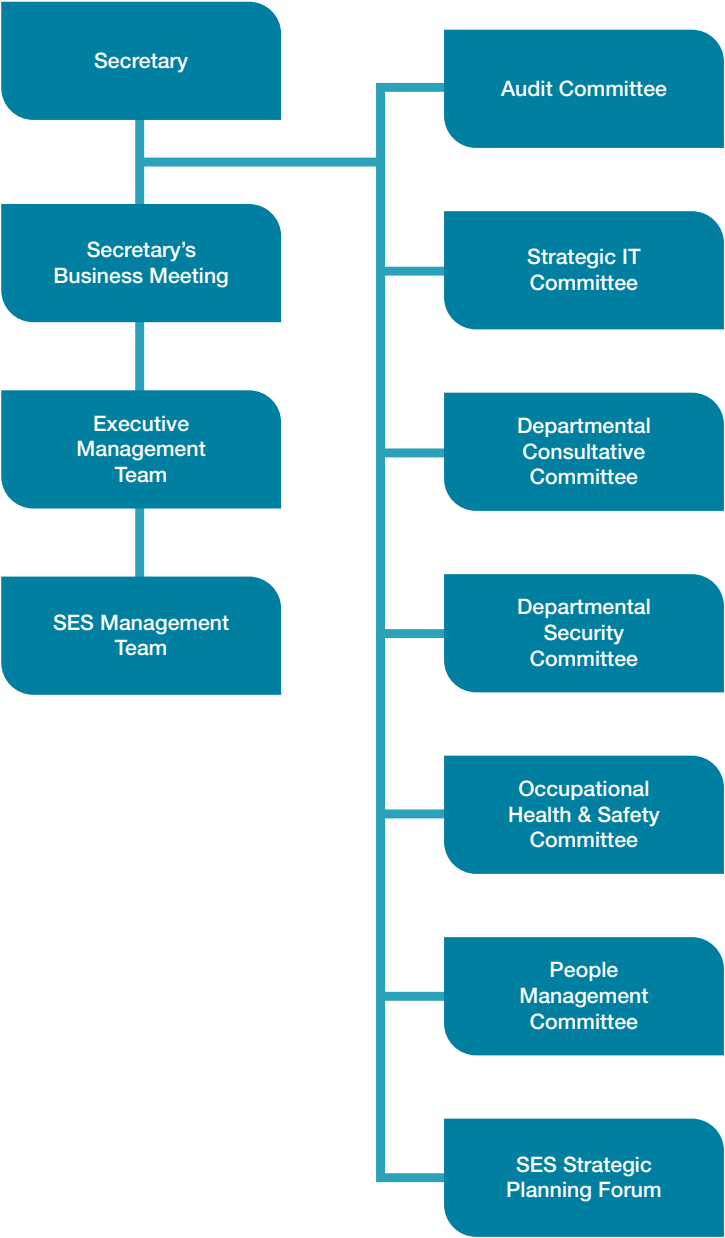 Secretary
Secretary’s
Business Meeting
Executive
Management
Team
SES Management
Team
Audit Committee
Strategic IT
Committee
Departmental
Consultative
Committee
Departmental
Security
Committee
Occupational
Health & Safety
Committee
People
Management
Committee
SES Strategic
Planning Forum